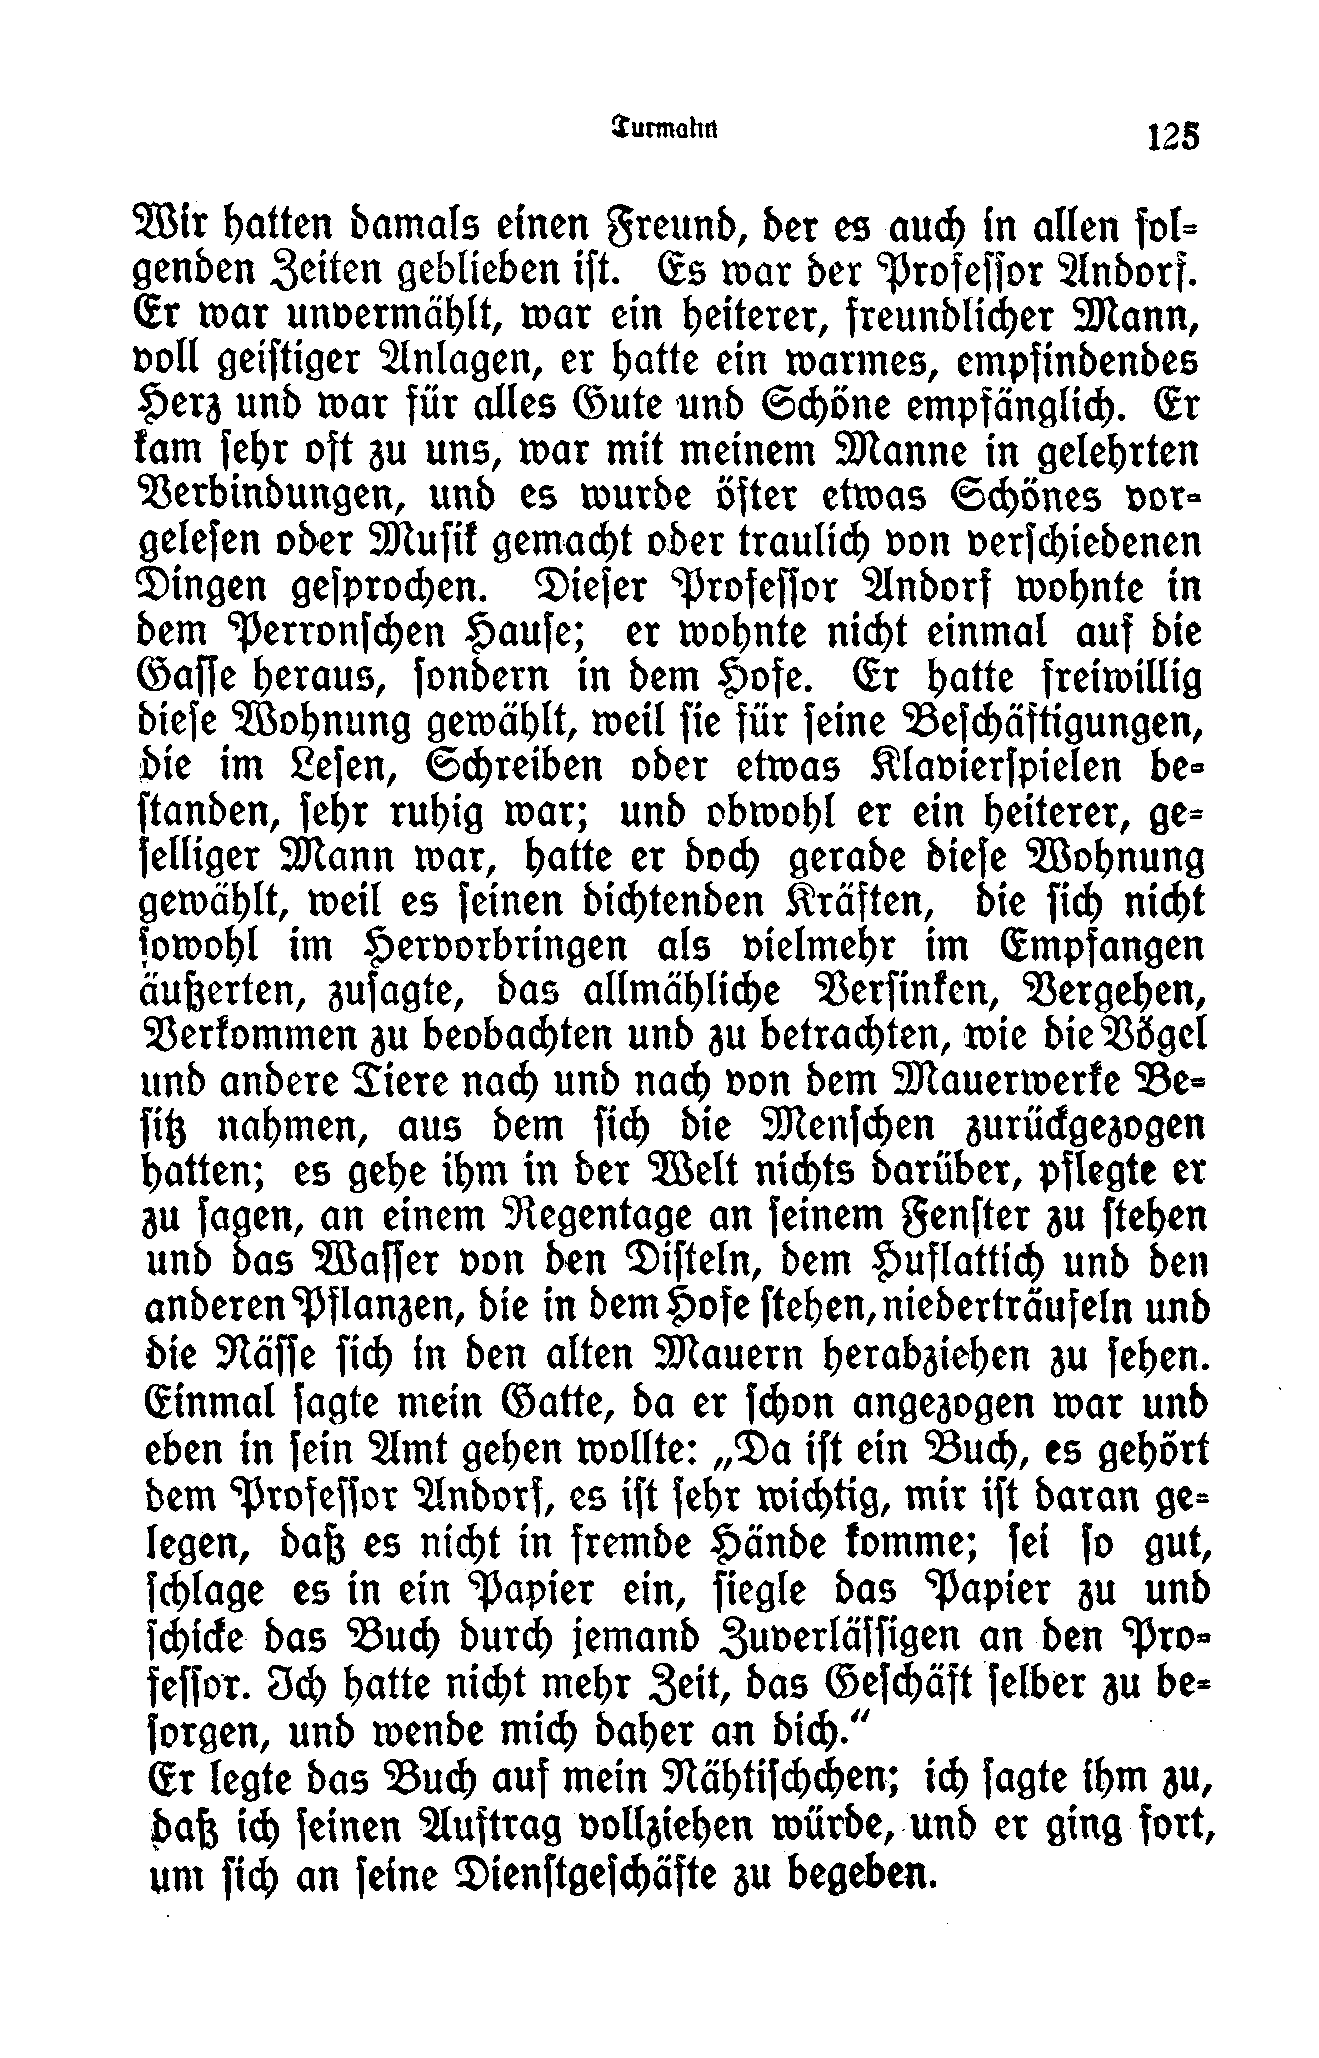 Turmalin
125
Wir hatten damals einen Freund, der es auch in allen fol-
genden Zeiten geblieben ist. Es war der Professor Andorf.
Er war unvermählt, war ein heiterer, freundlicher Mann,
voll geistiger Anlagen, er hatte ein warmes, empfindendes
Herz und war für alles Gute und Schöne empfänglich. Er
kam sehr oft zu uns, war mit meinem Manne in gelehrten
Verbindungen, und es wurde öfter etwas Schönes vor-
gelesen oder Musik gemacht oder traulich von verschiedenen
Dingen gesprochen. Dieser Professor Andorf wohnte in
dem Perronschen Hause; er wohnte nicht einmal auf die
Gasse heraus, sondern in dem Hofe. Er hatte freiwillig
diese Wohnung gewählt, weil sie für seine Beschäftigungen,
die im Lesen, Schreiben oder etwas Klavierspielen be-
standen, sehr ruhig war; und obwohl er ein heiterer, ge-
selliger Mann war, hatte er doch gerade diese Wohnung
gewählt, weil es seinen dichtenden Kräften, die sich nicht
sowohl im Hervorbringen als vielmehr im Empfangen
äußerten, zusagte, das allmähliche Versinken, Vergehen,
Verkommen zu beobachten und zu betrachten, wie die Vögel
und andere Tiere nach und nach von dem Mauerwerke Be-
sitz nahmen, aus dem sich die Menschen zurückgezogen
hatten; es gehe ihm in der Welt nichts darüber, pflegte er
zu sagen, an einem Regentage an seinem Fenster zu stehen
und das Wasser von den Disteln, dem Huflattich und den
anderen Pflanzen, die in dem Hofe stehen, niederträufeln und
die Nässe sich in den alten Mauern herabziehen zu sehen.
Einmal sagte mein Gatte, da er schon angezogen war und
eben in sein Amt gehen wollte: „Da ist ein Buch, es gehört
dem Professor Andorf, es ist sehr wichtig, mir ist daran ge-
legen, daß es nicht in fremde Hände komme; sei so gut,
schlage es in ein Papier ein, siegle das Papier zu und
schicke das Buch durch jemand Zuverlässigen an den Pro-
fessor. Ich hatte nicht mehr Zeit, das Geschäft selber zu be-
sorgen, und wende mich daher an dich.“
Er legte das Buch auf mein Nähtischchen; ich sagte ihm zu,
daß ich seinen Auftrag vollziehen würde, und er ging fort,
um sich an seine Dienstgeschäfte zu begeben.